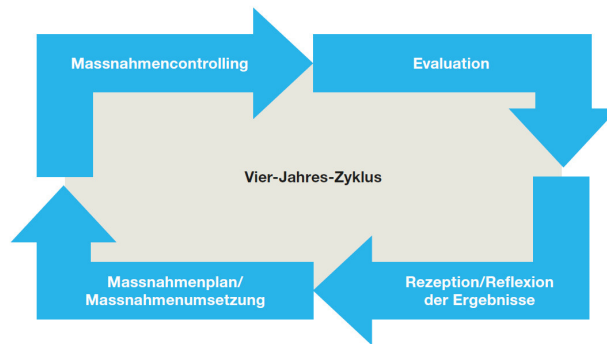 Massnahmencontrolling
Evaluation
Vier-Jahres-Zyklus
Massnahmenplan/
Massnahmenumsetzung
Rezeption/Reflexion
der Ergebnisse